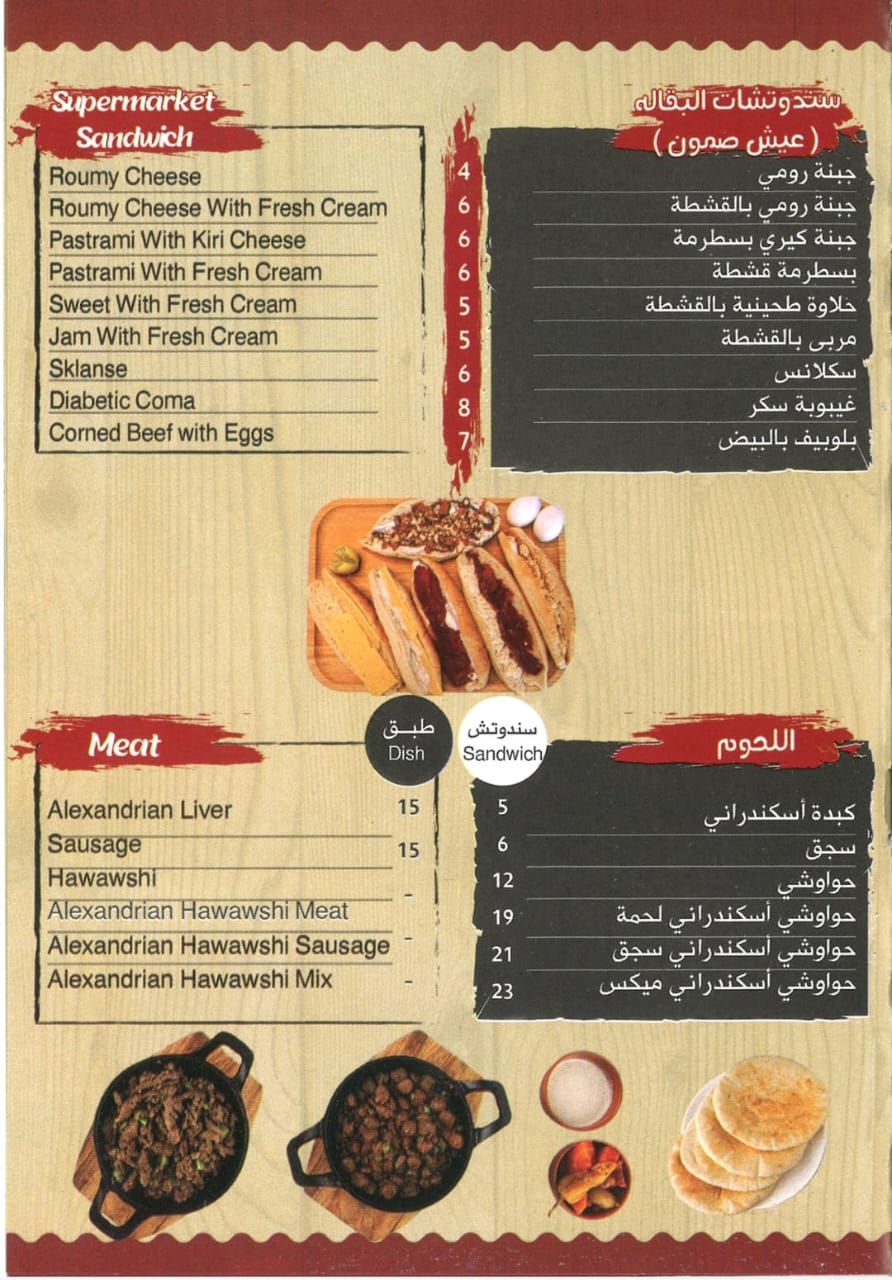 Supermarket
Sandwich
سندوتشات البقاله
( عيش صمون )
Roumy Cheese 4 جبنة رومي
Roumy Cheese With Fresh Cream 6 جبنة رومي بالقشطة
Pastrami With Kiri Cheese 6 جبنة كيري بسطرمة
Pastrami With Fresh Cream 6 بسطرمة قشطة
Sweet With Fresh Cream 5 حلاوة طحينية بالقشطة
Jam With Fresh Cream 5 مربى بالقشطة
Sklanse 6 سكلانس
Diabetic Coma 8 غيبوبة سكر
Corned Beef with Eggs 7 بلوبيف بالبيض
Meat
طبـق
Dish
سندوتش
Sandwich
اللحوم
Alexandrian Liver 15 5 كبدة أسكندراني
Sausage 15 6 سجق
Hawawshi - 12 حواوشي
Alexandrian Hawawshi Meat - 19 حواوشي أسكندراني لحمة
Alexandrian Hawawshi Sausage 21 حواوشي أسكندراني سجق
Alexandrian Hawawshi Mix - 23 حواوشي أسكندراني ميكس